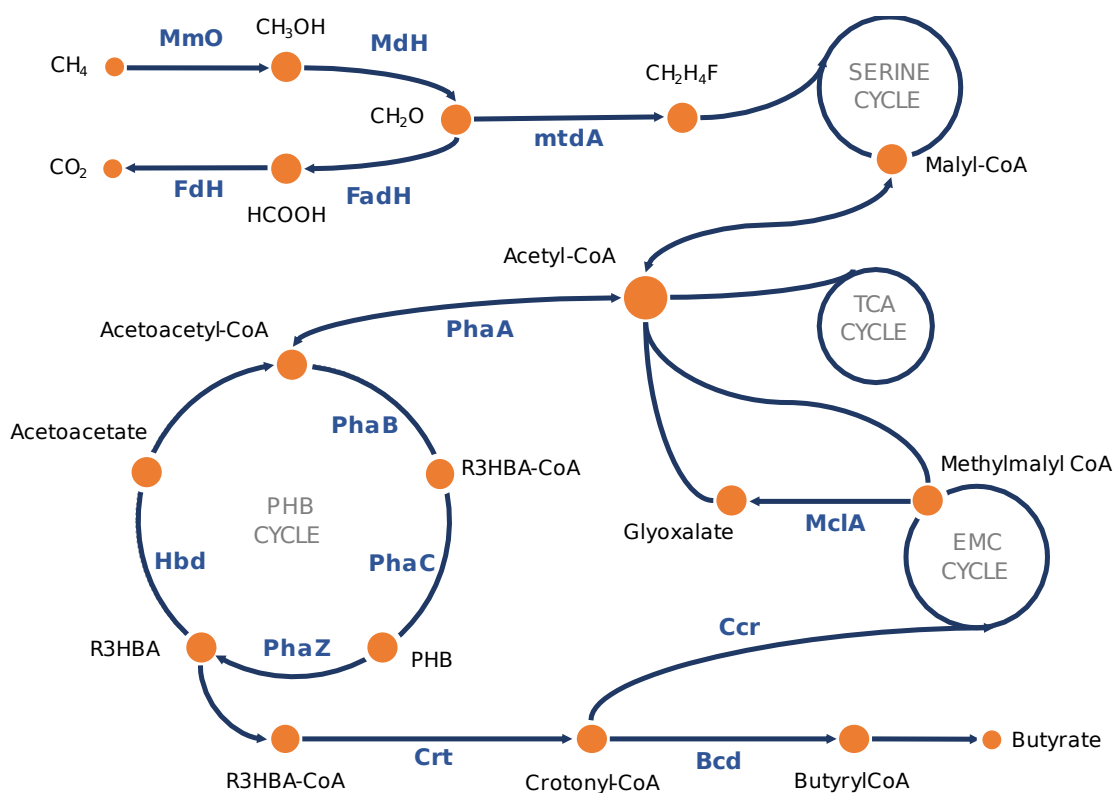 CH3OH
MmO
MdH
CH4
CH2H4F
SERINE
CYCLE
CH2O
mtdA
CO2
FdH
FadH
HCOOH
Malyl-CoA
Acetyl-CoA
TCA
CYCLE
PhaA
Acetoacetyl-CoA
PhaB
Acetoacetate
R3HBA-CoA
Methylmalyl CoA
PHB
CYCLE
Glyoxalate
MclA
EMC
CYCLE
Hbd
PhaC
Ccr
R3HBA
PhaZ
PHB
Crt
Bcd
Butyrate
R3HBA-CoA
Crotonyl-CoA
ButyrylCoA